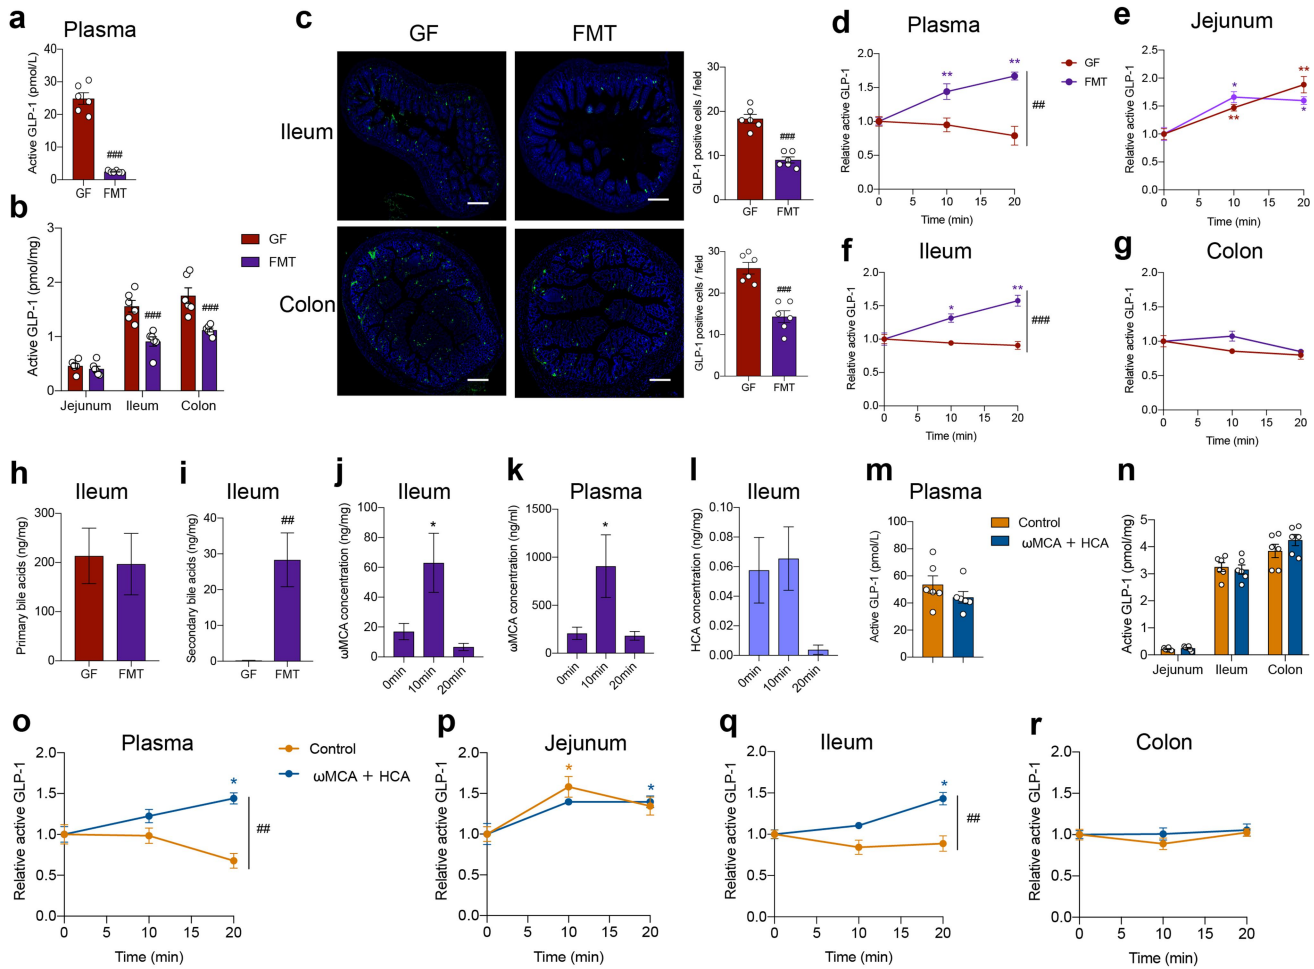 a
Plasma
Active GLP-1 (pmol/L)
40
30
20
10
0
###
GF
FMT
b
Active GLP-1 (pmol/mg)
3
2
1
0
###
###
Jejunum
Ileum
Colon
GF
FMT
c
GF
FMT
Ileum
Colon
GLP-1 positive cells / field
30
20
10
0
###
GF
FMT
GLP-1 positive cells / field
30
20
10
0
###
GF
FMT
d
Plasma
Relative active GLP-1
2.0
1.5
1.0
0.5
0.0
**
**
##
0 5 10 15 20
Time (min)
GF
FMT
e
Jejunum
Relative active GLP-1
2.5
2.0
1.5
1.0
0.5
0.0
*
**
**
*
0 5 10 15 20
Time (min)
f
Ileum
Relative active GLP-1
2.0
1.5
1.0
0.5
0.0
*
**
###
0 5 10 15 20
Time (min)
g
Colon
Relative active GLP-1
2.0
1.5
1.0
0.5
0.0
0 5 10 15 20
Time (min)
h
Ileum
Primary bile acids (ng/mg)
300
200
100
0
GF
FMT
i
Ileum
Secondary bile acids (ng/mg)
40
30
20
10
0
##
GF
FMT
j
Ileum
ωMCA concentration (ng/mg)
100
80
60
40
20
0
*
0min
10min
20min
k
Plasma
ωMCA concentration (ng/ml)
1500
1000
500
0
*
0min
10min
20min
l
Ileum
HCA concentration (ng/mg)
0.10
0.08
0.06
0.04
0.02
0.00
0min
10min
20min
m
Plasma
Active GLP-1 (pmol/L)
100
80
60
40
20
0
Control
ωMCA + HCA
n
Active GLP-1 (pmol/mg)
5
4
3
2
1
0
Jejunum
Ileum
Colon
o
Plasma
Relative active GLP-1
2.0
1.5
1.0
0.5
0.0
*
##
0 5 10 15 20
Time (min)
Control
ωMCA + HCA
p
Jejunum
Relative active GLP-1
2.0
1.5
1.0
0.5
0.0
*
*
0 5 10 15 20
Time (min)
q
Ileum
Relative active GLP-1
2.0
1.5
1.0
0.5
0.0
*
##
0 5 10 15 20
Time (min)
r
Colon
Relative active GLP-1
2.0
1.5
1.0
0.5
0.0
0 5 10 15 20
Time (min)